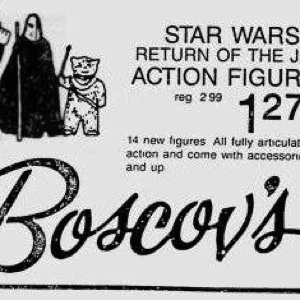 STAR WARS
RETURN OF THE J
ACTION FIGUR
reg 2 99
1 27
14 new figures All fully articulat
action and come with accessorie
and up
Boscov's